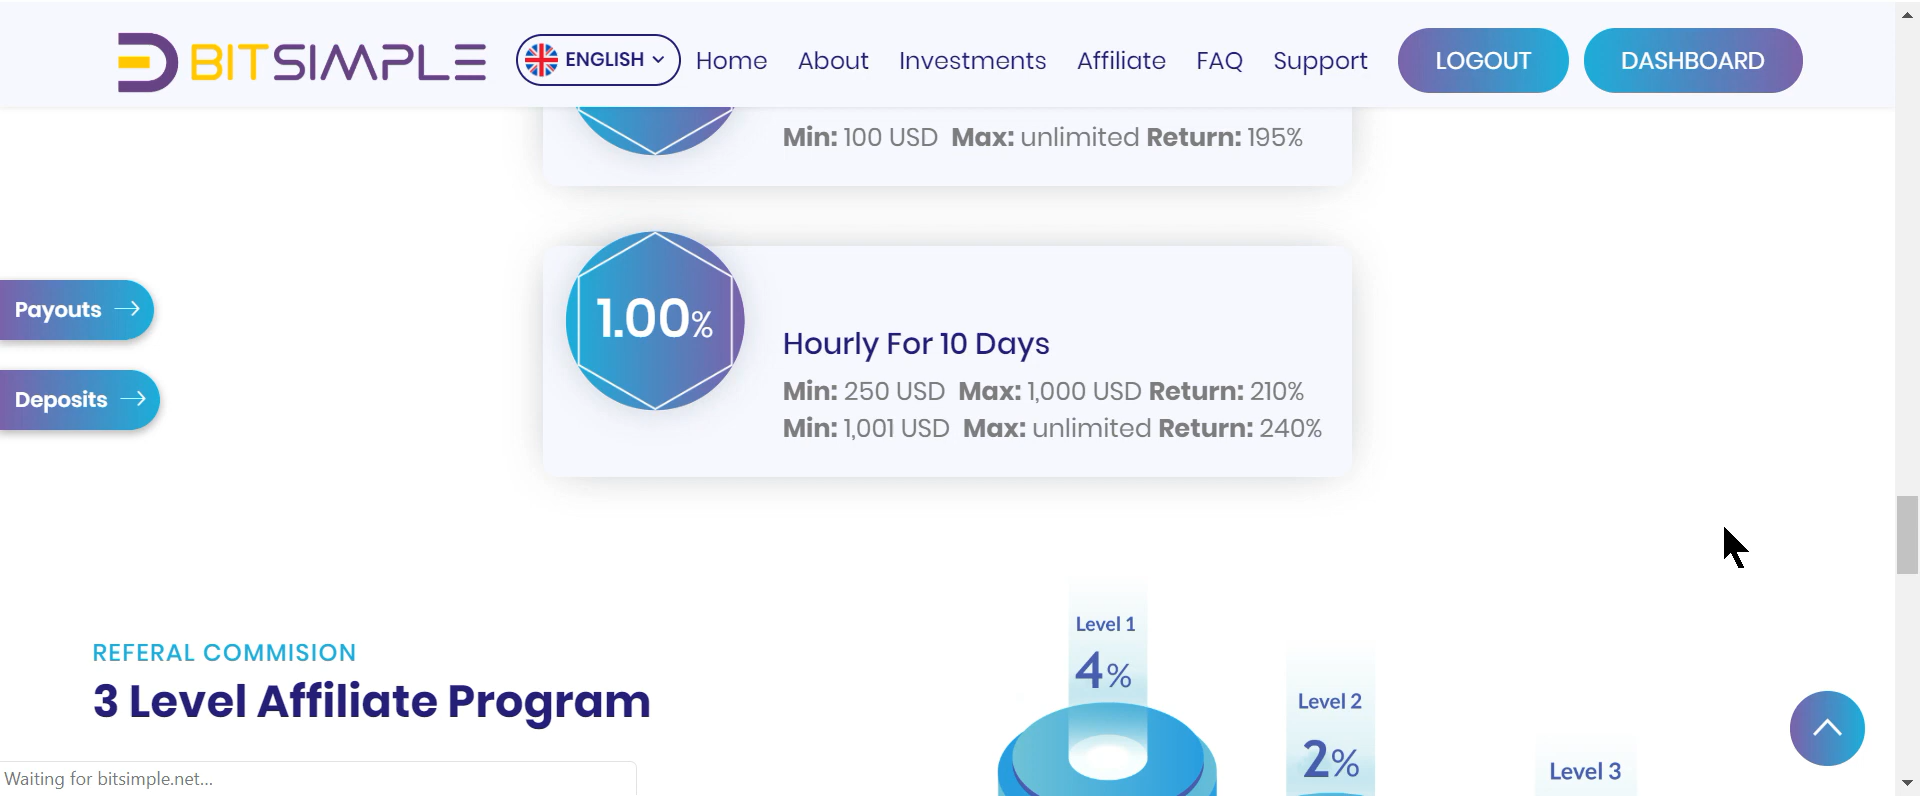 BITSIMPLE ENGLISH Home About Investments Affiliate FAQ Support LOGOUT DASHBOARD
Min: 100 USD Max: unlimited Return: 195%
Payouts
Deposits
1.00%
Hourly For 10 Days
Min: 250 USD Max: 1,000 USD Return: 210%
Min: 1,001 USD Max: unlimited Return: 240%
REFERAL COMMISION
3 Level Affiliate Program
Level 1
4%
Level 2
2%
Level 3
Waiting for bitsimple.net...